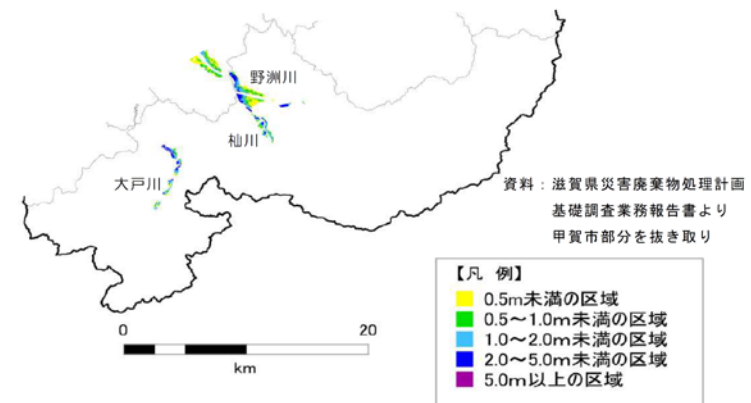 野洲川
杣川
大戸川
資料：滋賀県災害廃棄物処理計画
基礎調査業務報告書より
甲賀市部分を抜き取り
【凡 例】
0.5m未満の区域
0.5～1.0m未満の区域
1.0～2.0m未満の区域
2.0～5.0m未満の区域
5.0m以上の区域
0 20
km